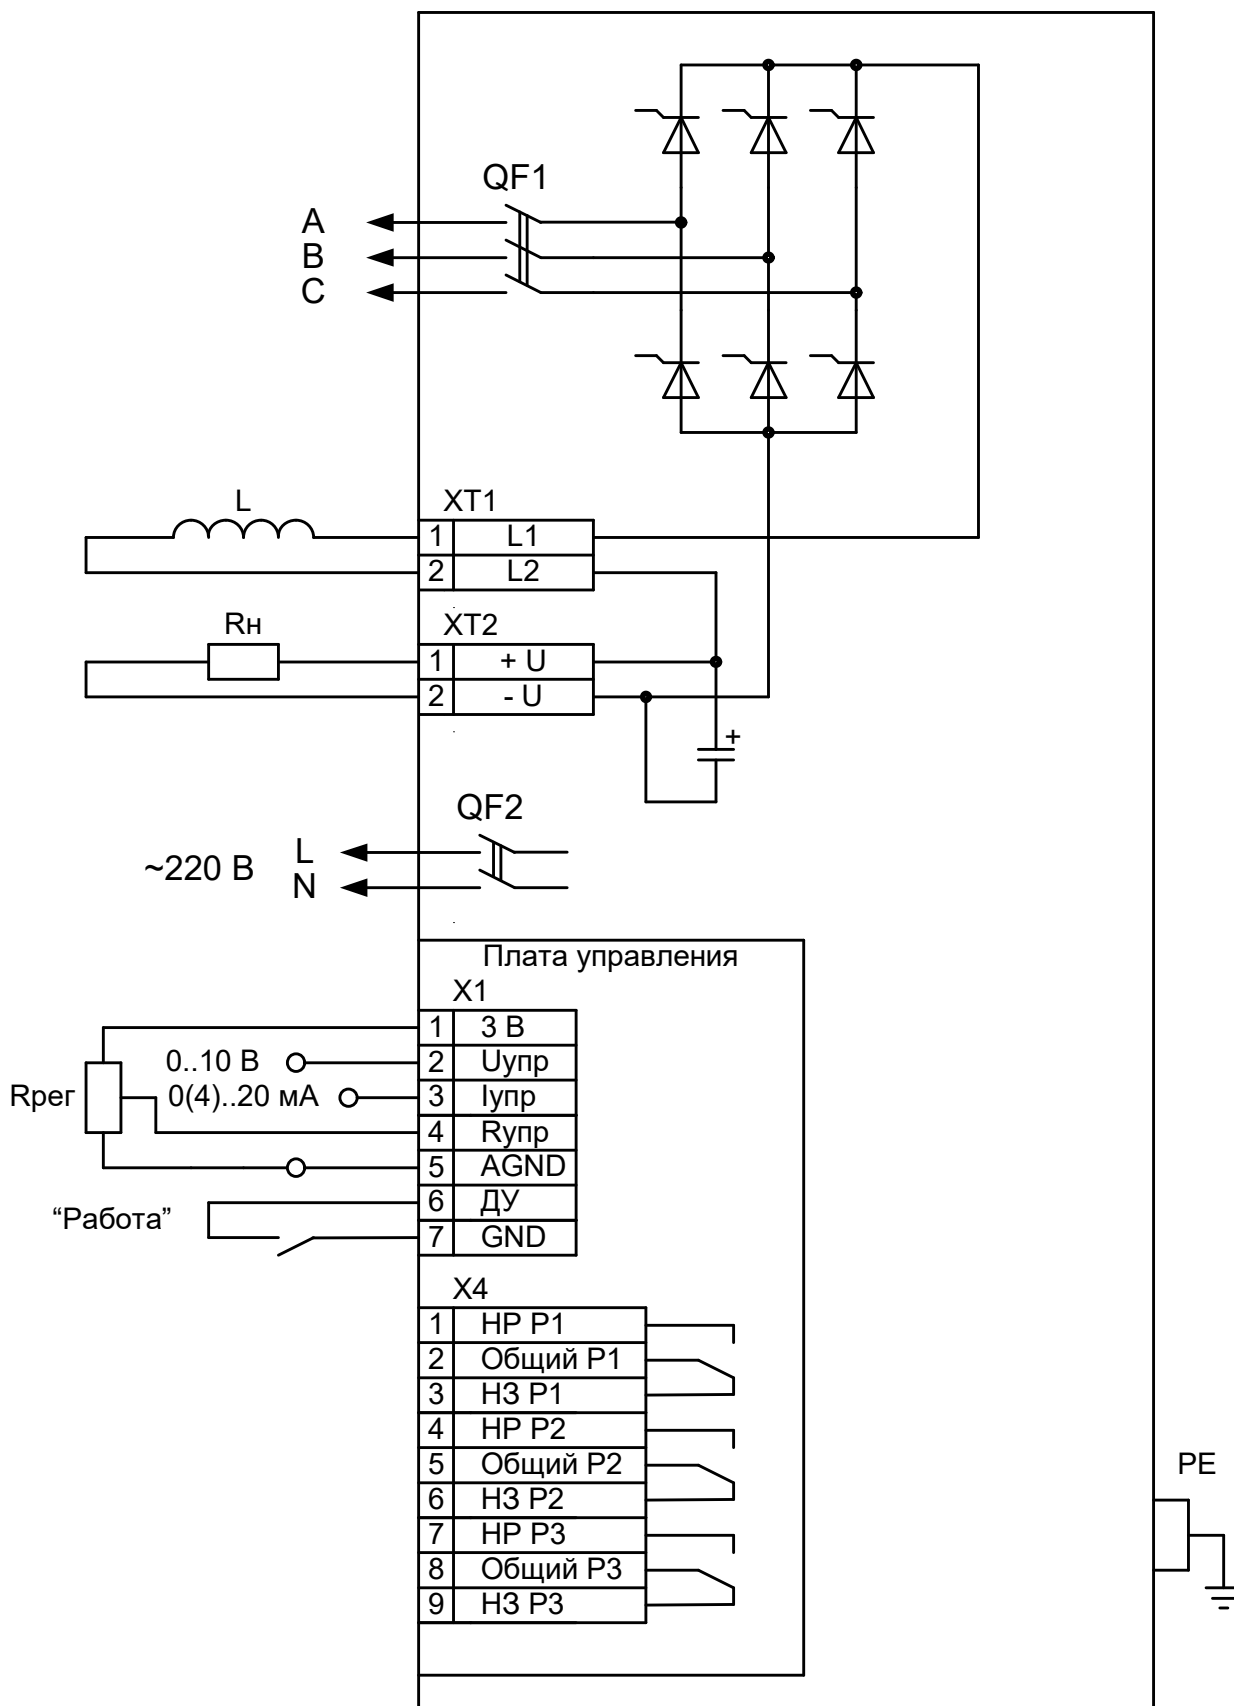 QF1
A
B
C
L
XT1
1 L1
2 L2
Rн
XT2
1 + U
2 - U
+
QF2
~220 В
L
N
Плата управления
X1
1 3 В
0..10 В 2 Uупр
Rрег 0(4)..20 мА 3 Iупр
4 Rупр
5 AGND
“Работа” 6 ДУ
7 GND
X4
1 НР Р1
2 Общий Р1
3 НЗ Р1
4 НР Р2
5 Общий Р2
6 НЗ Р2
7 НР Р3
8 Общий Р3
9 НЗ Р3
PE